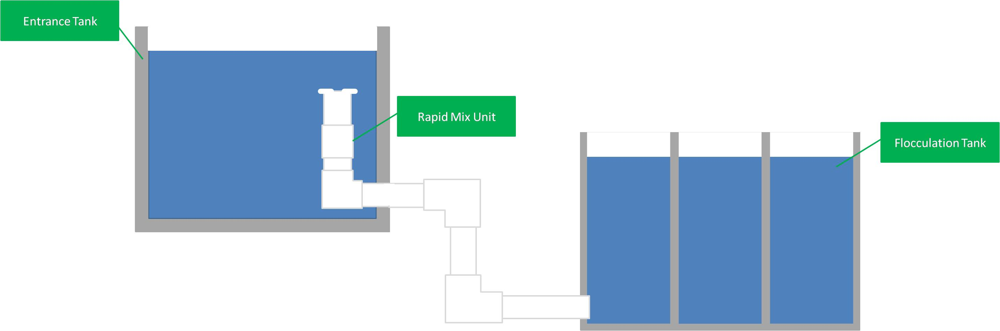 Entrance Tank
Rapid Mix Unit
Flocculation Tank